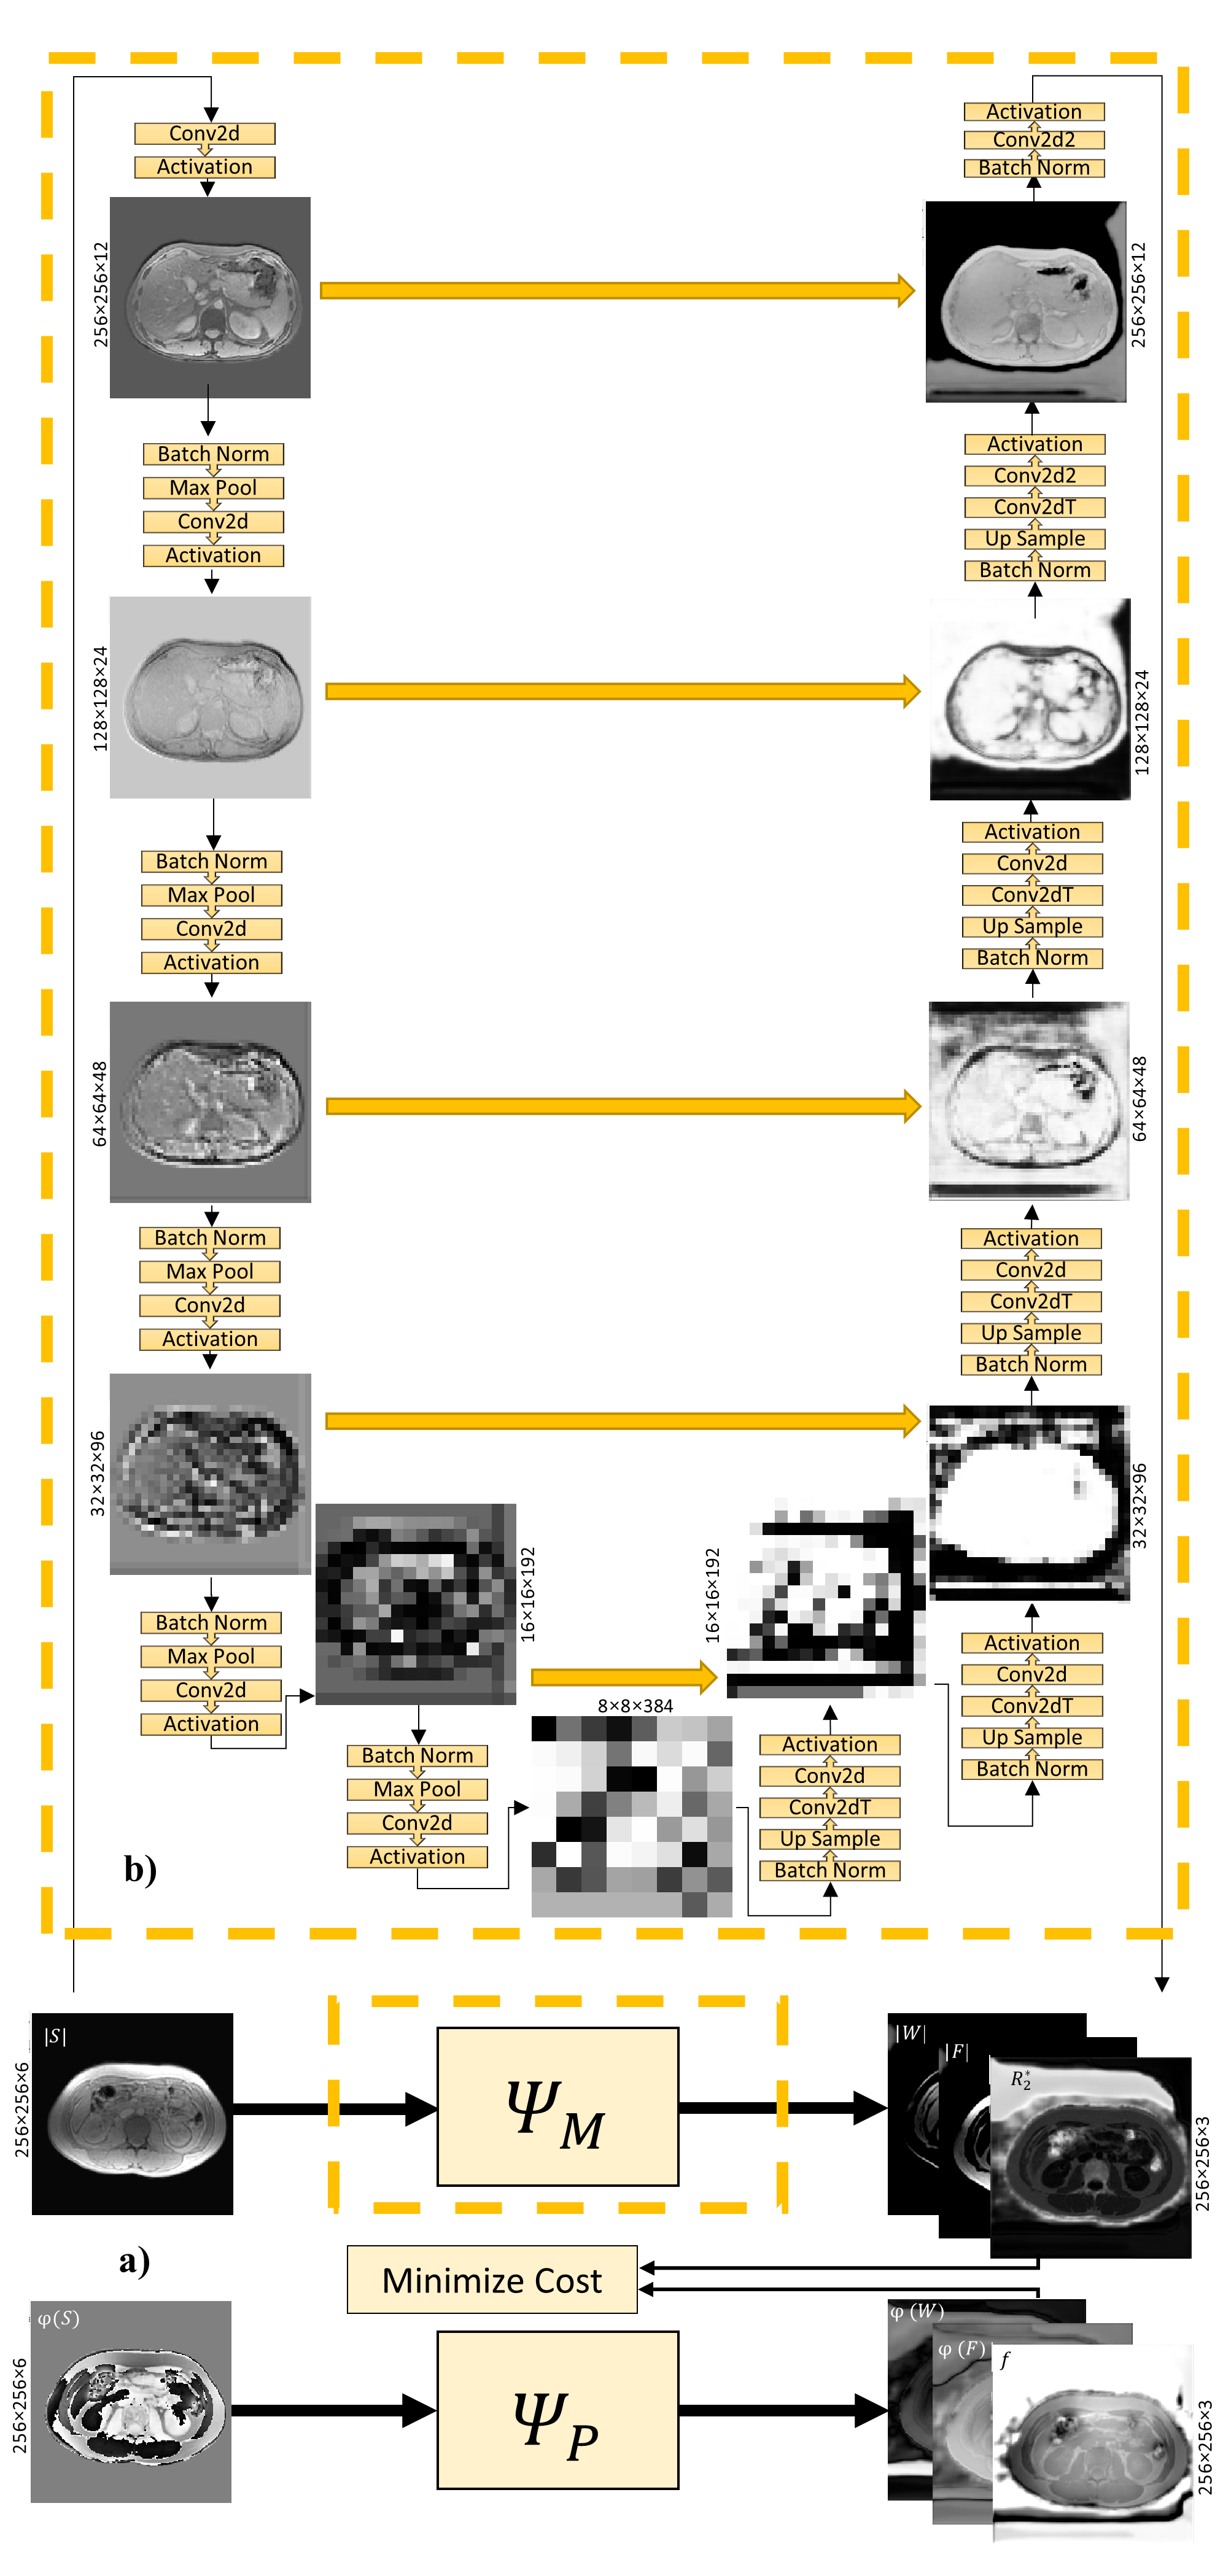 Conv2d
Activation
256×256×12
Batch Norm
Max Pool
Conv2d
Activation
128×128×24
Batch Norm
Max Pool
Conv2d
Activation
64×64×48
Batch Norm
Max Pool
Conv2d
Activation
32×32×96
Batch Norm
Max Pool
Conv2d
Activation
16×16×192
Batch Norm
Max Pool
Conv2d
Activation
8×8×384
Activation
Conv2d
Conv2dT
Up Sample
Batch Norm
16×16×192
Activation
Conv2d
Conv2dT
Up Sample
Batch Norm
32×32×96
Activation
Conv2d
Conv2dT
Up Sample
Batch Norm
64×64×48
Activation
Conv2d
Conv2dT
Up Sample
Batch Norm
128×128×24
Activation
Conv2d2
Conv2dT
Up Sample
Batch Norm
256×256×12
Activation
Conv2d2
Batch Norm
b)
|S|
256×256×6
Ψ_M
|W|
|F|
R₂*
256×256×3
a)
Minimize Cost
φ(S)
256×256×6
Ψ_P
φ (W)
φ (F)
f
256×256×3